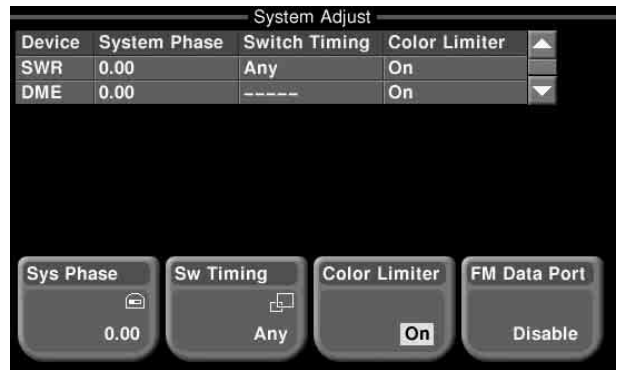 System Adjust
Device System Phase Switch Timing Color Limiter
SWR 0.00 Any On
DME 0.00 ----- On
Sys Phase Sw Timing Color Limiter FM Data Port
0.00 Any On Disable